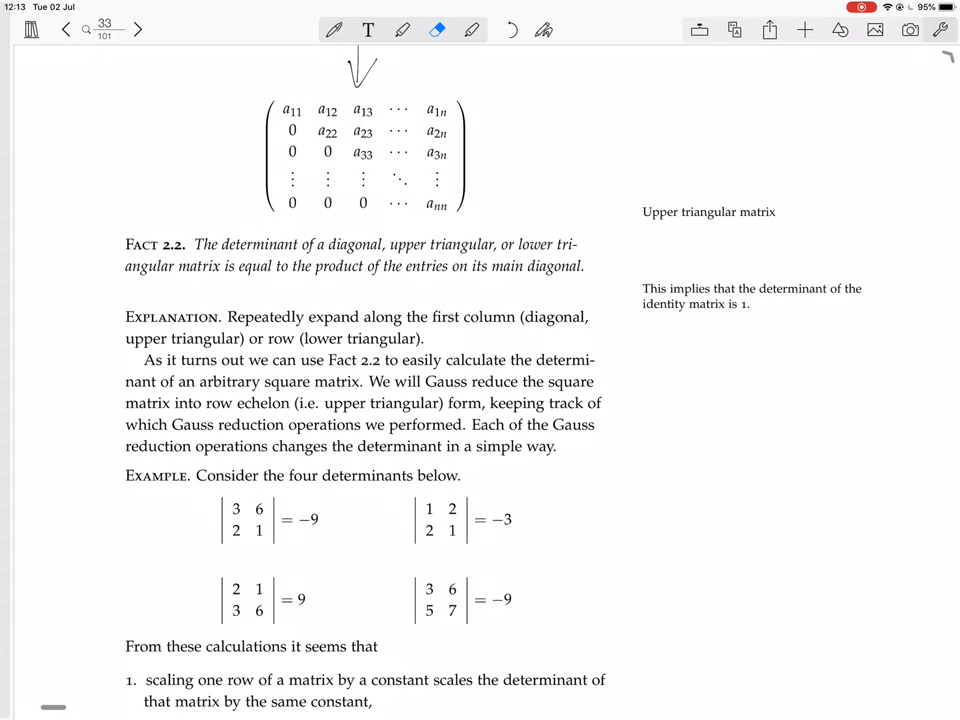 12:13 Tue 02 Jul
95%
33
101
T
a11 a12 a13 ··· a1n
0 a22 a23 ··· a2n
0 0 a33 ··· a3n
⋮ ⋮ ⋮ ⋱ ⋮
0 0 0 ··· ann
Upper triangular matrix
FACT 2.2. The determinant of a diagonal, upper triangular, or lower tri-
angular matrix is equal to the product of the entries on its main diagonal.
This implies that the determinant of the
identity matrix is 1.
EXPLANATION. Repeatedly expand along the first column (diagonal,
upper triangular) or row (lower triangular).
As it turns out we can use Fact 2.2 to easily calculate the determi-
nant of an arbitrary square matrix. We will Gauss reduce the square
matrix into row echelon (i.e. upper triangular) form, keeping track of
which Gauss reduction operations we performed. Each of the Gauss
reduction operations changes the determinant in a simple way.
EXAMPLE. Consider the four determinants below.
3 6
2 1
= −9
1 2
2 1
= −3
2 1
3 6
= 9
3 6
5 7
= −9
From these calculations it seems that
1. scaling one row of a matrix by a constant scales the determinant of
that matrix by the same constant,